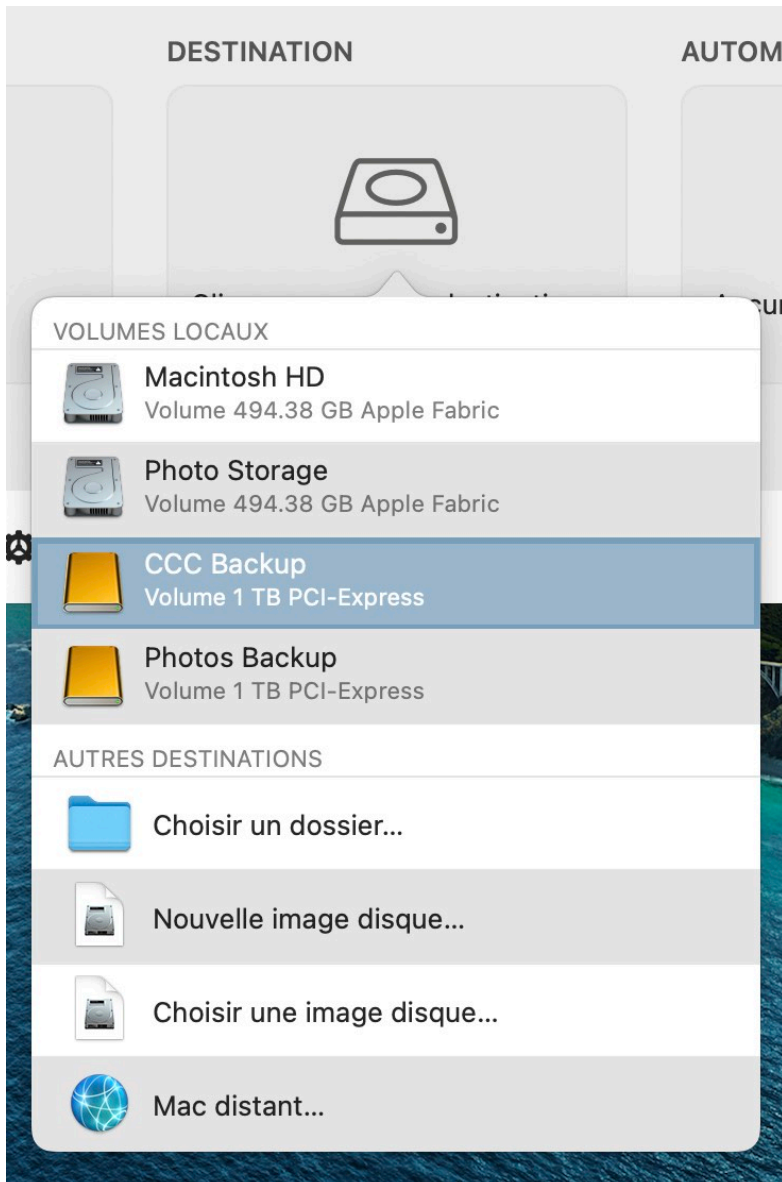 DESTINATION
AUTOM
VOLUMES LOCAUX
Macintosh HD
Volume 494.38 GB Apple Fabric
Photo Storage
Volume 494.38 GB Apple Fabric
CCC Backup
Volume 1 TB PCI-Express
Photos Backup
Volume 1 TB PCI-Express
AUTRES DESTINATIONS
Choisir un dossier...
Nouvelle image disque...
Choisir une image disque...
Mac distant...